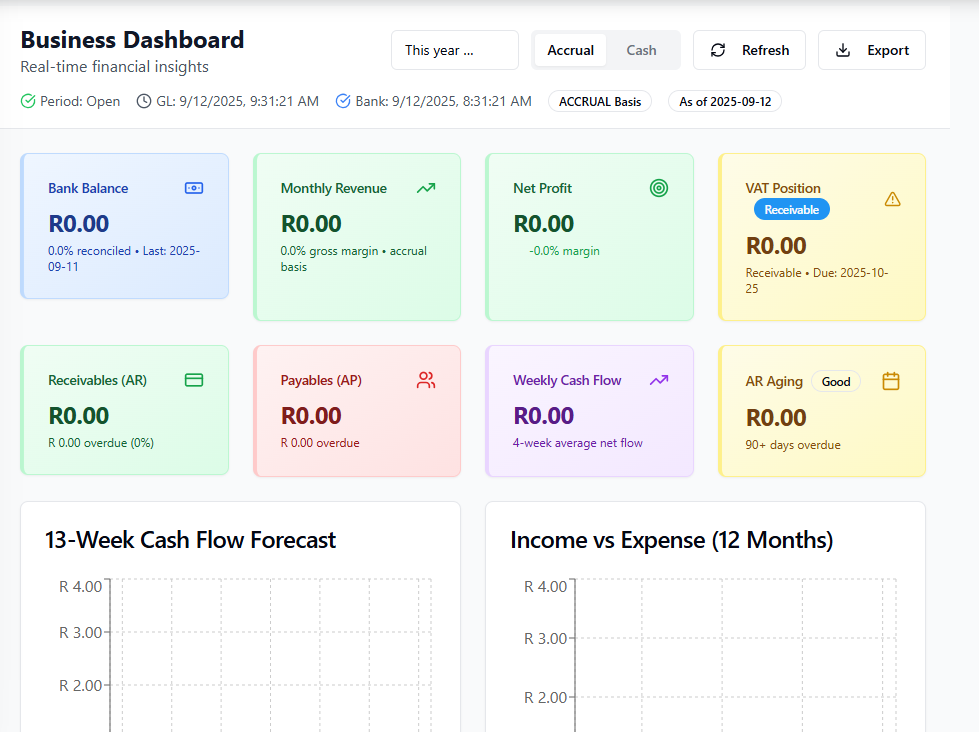 Business Dashboard
Real-time financial insights
This year ...
Accrual
Cash
Refresh
Export
Period: Open
GL: 9/12/2025, 9:31:21 AM
Bank: 9/12/2025, 8:31:21 AM
ACCRUAL Basis
As of 2025-09-12
Bank Balance
R0.00
0.0% reconciled • Last: 2025-
09-11
Monthly Revenue
R0.00
0.0% gross margin • accrual
basis
Net Profit
R0.00
-0.0% margin
VAT Position
Receivable
R0.00
Receivable • Due: 2025-10-
25
Receivables (AR)
R0.00
R 0.00 overdue (0%)
Payables (AP)
R0.00
R 0.00 overdue
Weekly Cash Flow
R0.00
4-week average net flow
AR Aging
Good
R0.00
90+ days overdue
13-Week Cash Flow Forecast
R 4.00
R 3.00
R 2.00
Income vs Expense (12 Months)
R 4.00
R 3.00
R 2.00